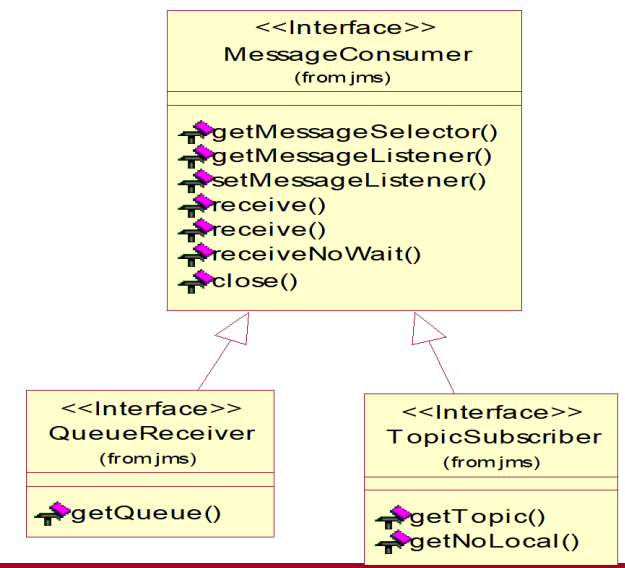 <<Interface>>
MessageConsumer
(from jms)
getMessageSelector()
getMessageListener()
setMessageListener()
receive()
receive()
receiveNoWait()
close()
<<Interface>>
QueueReceiver
(from jms)
getQueue()
<<Interface>>
TopicSubscriber
(from jms)
getTopic()
getNoLocal()